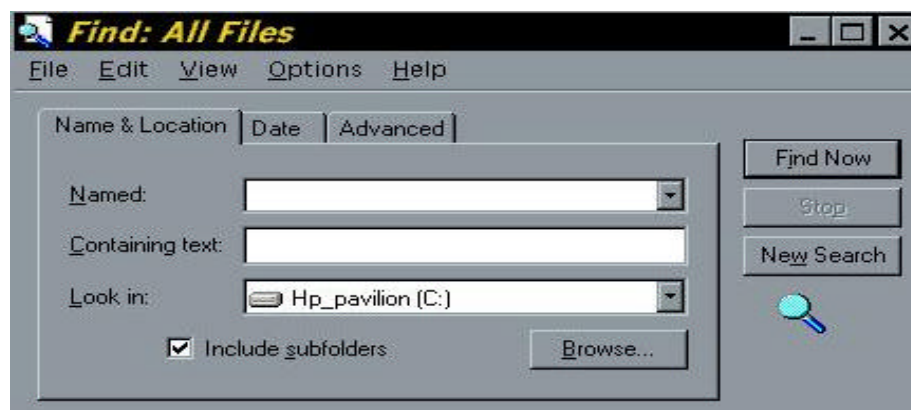 Find: All Files
File Edit View Options Help
Name & Location Date Advanced
Named:
Containing text:
Look in: Hp_pavilion (C:)
Include subfolders Browse...
Find Now
Stop
New Search